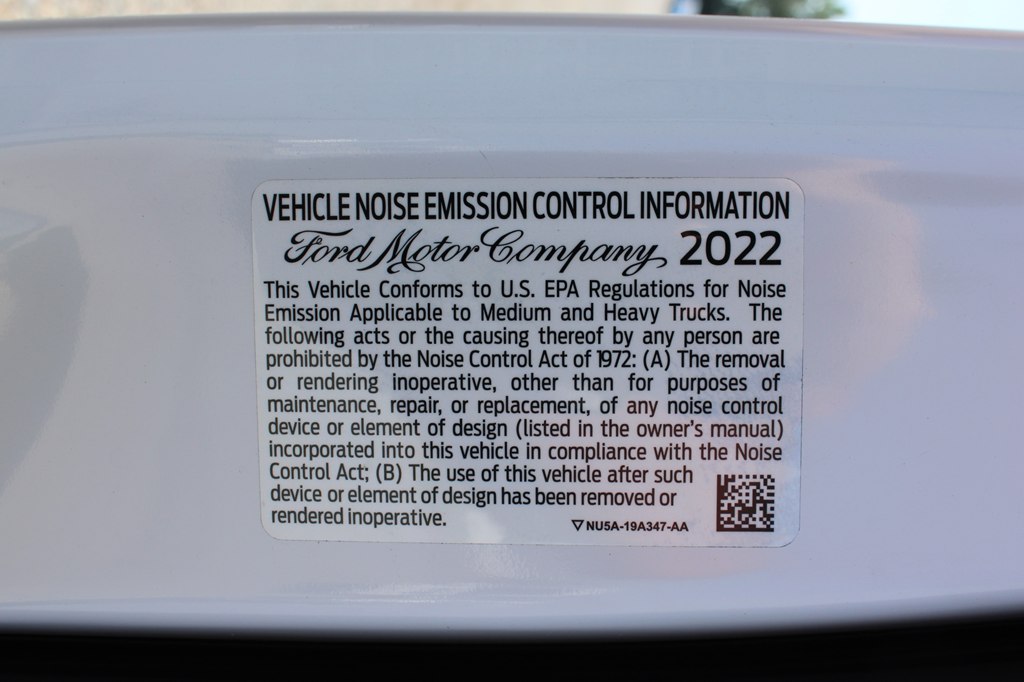 VEHICLE NOISE EMISSION CONTROL INFORMATION
Ford Motor Company 2022
This Vehicle Conforms to U.S. EPA Regulations for Noise
Emission Applicable to Medium and Heavy Trucks. The
following acts or the causing thereof by any person are
prohibited by the Noise Control Act of 1972: (A) The removal
or rendering inoperative, other than for purposes of
maintenance, repair, or replacement, of any noise control
device or element of design (listed in the owner's manual)
incorporated into this vehicle in compliance with the Noise
Control Act; (B) The use of this vehicle after such
device or element of design has been removed or
rendered inoperative.
NU5A-19A347-AA